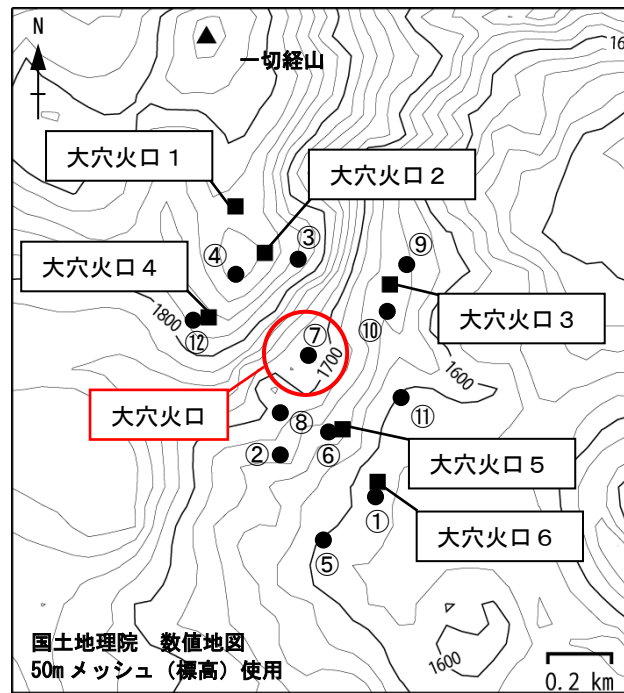 N
一切経山
16
大穴火口1
大穴火口2
③
④
⑨
大穴火口4
大穴火口3
1800
⑫
⑩
⑦
1700
1600
大穴火口
⑧
⑪
②
⑥
大穴火口5
①
大穴火口6
⑤
国土地理院 数値地図
50mメッシュ（標高）使用
1600
0.2 km